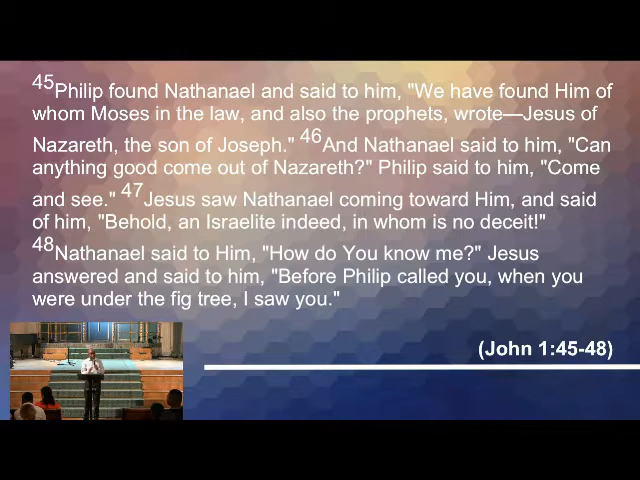 45Philip found Nathanael and said to him, "We have found Him of
whom Moses in the law, and also the prophets, wrote—Jesus of
Nazareth, the son of Joseph." 46And Nathanael said to him, "Can
anything good come out of Nazareth?" Philip said to him, "Come
and see." 47Jesus saw Nathanael coming toward Him, and said
of him, "Behold, an Israelite indeed, in whom is no deceit!"
48Nathanael said to Him, "How do You know me?" Jesus
answered and said to him, "Before Philip called you, when you
were under the fig tree, I saw you."
(John 1:45-48)